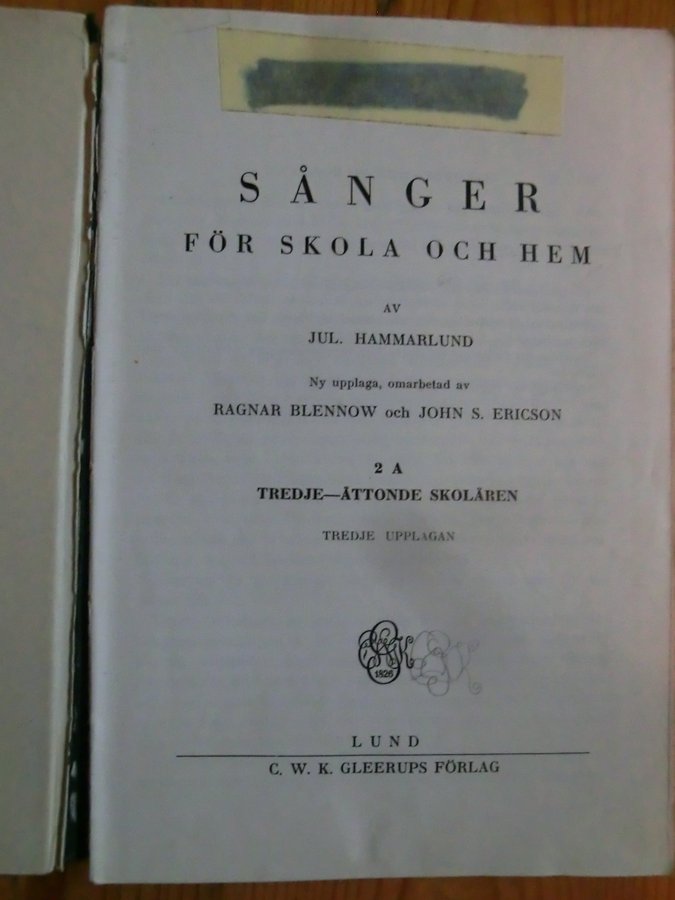 SÅNGER
FÖR SKOLA OCH HEM
AV
JUL. HAMMARLUND
Ny upplaga, omarbetad av
RAGNAR BLENNOW och JOHN S. ERICSON
2 A
TREDJE—ÅTTONDE SKOLÅREN
TREDJE UPPLAGAN
1826
LUND
C. W. K. GLEERUPS FÖRLAG